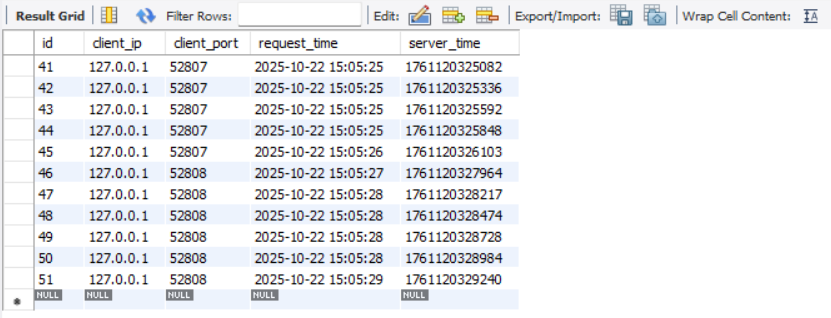 Result Grid Filter Rows: Edit: Export/Import: Wrap Cell Content: IA
id client_ip client_port request_time server_time
41 127.0.0.1 52807 2025-10-22 15:05:25 1761120325082
42 127.0.0.1 52807 2025-10-22 15:05:25 1761120325336
43 127.0.0.1 52807 2025-10-22 15:05:25 1761120325592
44 127.0.0.1 52807 2025-10-22 15:05:25 1761120325848
45 127.0.0.1 52807 2025-10-22 15:05:26 1761120326103
46 127.0.0.1 52808 2025-10-22 15:05:27 1761120327964
47 127.0.0.1 52808 2025-10-22 15:05:28 1761120328217
48 127.0.0.1 52808 2025-10-22 15:05:28 1761120328474
49 127.0.0.1 52808 2025-10-22 15:05:28 1761120328728
50 127.0.0.1 52808 2025-10-22 15:05:28 1761120328984
51 127.0.0.1 52808 2025-10-22 15:05:29 1761120329240
NULL NULL NULL NULL NULL